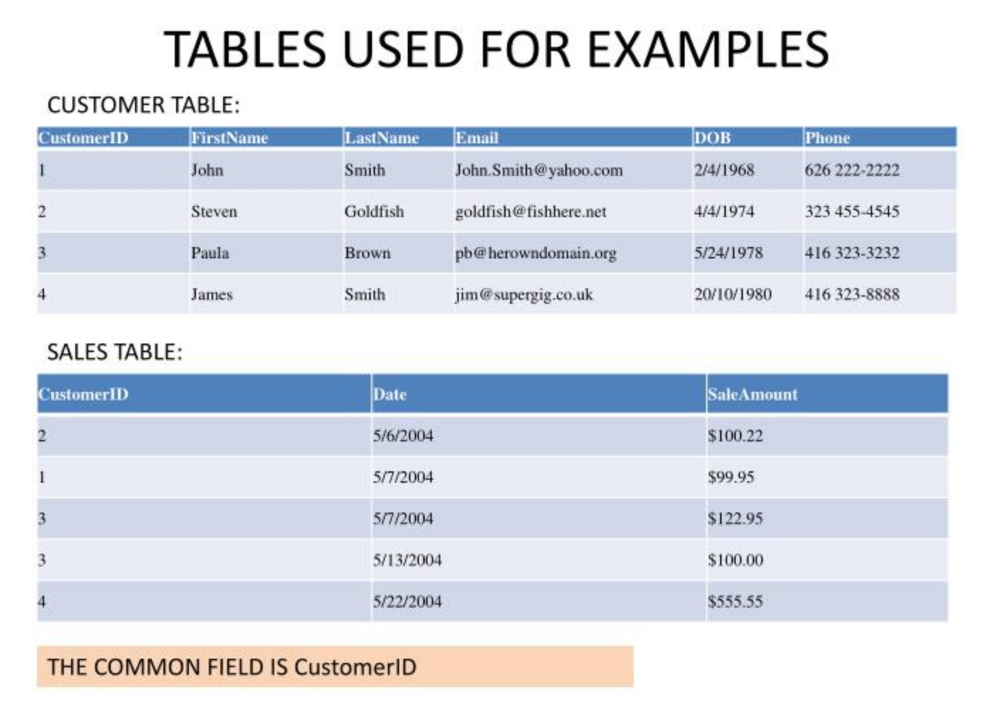 TABLES USED FOR EXAMPLES
CUSTOMER TABLE:
CustomerID FirstName LastName Email DOB Phone
1 John Smith John.Smith@yahoo.com 2/4/1968 626 222-2222
2 Steven Goldfish goldfish@fishhere.net 4/4/1974 323 455-4545
3 Paula Brown pb@herowndomain.org 5/24/1978 416 323-3232
4 James Smith jim@supergig.co.uk 20/10/1980 416 323-8888
SALES TABLE:
CustomerID Date SaleAmount
2 5/6/2004 $100.22
1 5/7/2004 $99.95
3 5/7/2004 $122.95
3 5/13/2004 $100.00
4 5/22/2004 $555.55
THE COMMON FIELD IS CustomerID